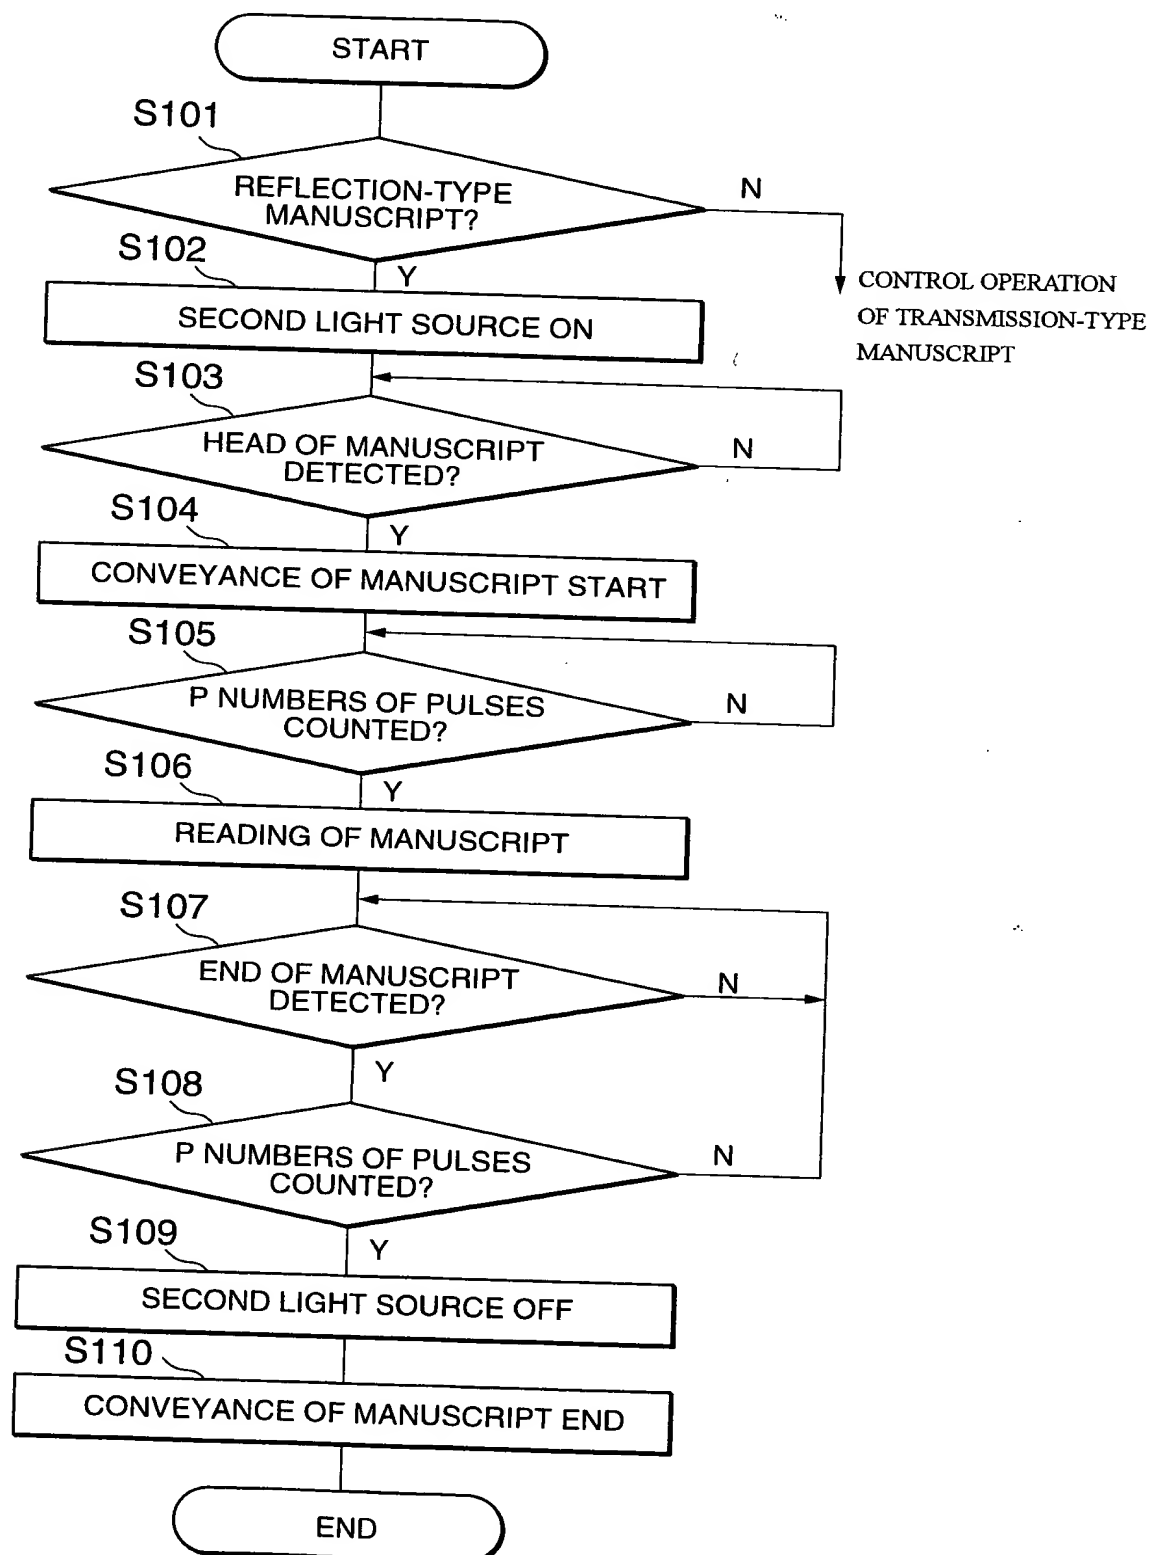 START
S101
REFLECTION-TYPE
MANUSCRIPT?
N
Y
CONTROL OPERATION
OF TRANSMISSION-TYPE
MANUSCRIPT
S102
SECOND LIGHT SOURCE ON
S103
HEAD OF MANUSCRIPT
DETECTED?
N
Y
S104
CONVEYANCE OF MANUSCRIPT START
S105
P NUMBERS OF PULSES
COUNTED?
N
Y
S106
READING OF MANUSCRIPT
S107
END OF MANUSCRIPT
DETECTED?
N
Y
S108
P NUMBERS OF PULSES
COUNTED?
N
Y
S109
SECOND LIGHT SOURCE OFF
S110
CONVEYANCE OF MANUSCRIPT END
END